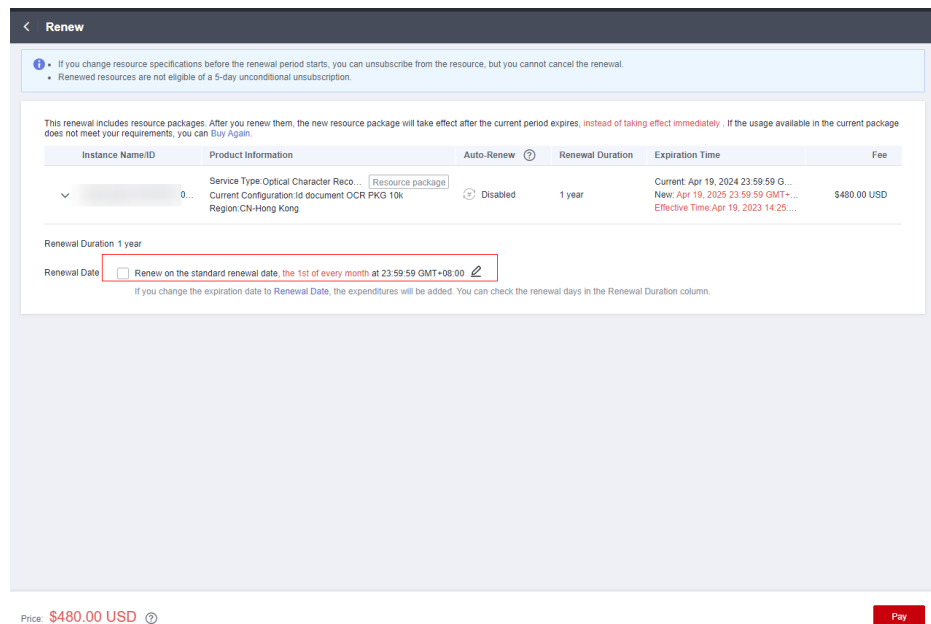 Renew
If you change resource specifications before the renewal period starts, you can unsubscribe from the resource, but you cannot cancel the renewal.
Renewed resources are not eligible of a 5-day unconditional unsubscription.
This renewal includes resource packages. After you renew them, the new resource package will take effect after the current period expires, instead of taking effect immediately . If the usage available in the current package
does not meet your requirements, you can Buy Again.
Instance Name/ID Product Information Auto-Renew ? Renewal Duration Expiration Time Fee
Service Type:Optical Character Reco... Resource package Current: Apr 19, 2024 23:59:59 G...
0... Current Configuration:Id document OCR PKG 10k Disabled 1 year New: Apr 19, 2025 23:59:59 GMT+... $480.00 USD
Region:CN-Hong Kong Effective Time:Apr 19, 2023 14:25:...
Renewal Duration 1 year
Renewal Date Renew on the standard renewal date, the 1st of every month at 23:59:59 GMT+08:00
If you change the expiration date to Renewal Date, the expenditures will be added. You can check the renewal days in the Renewal Duration column.
Price: $480.00 USD ? Pay